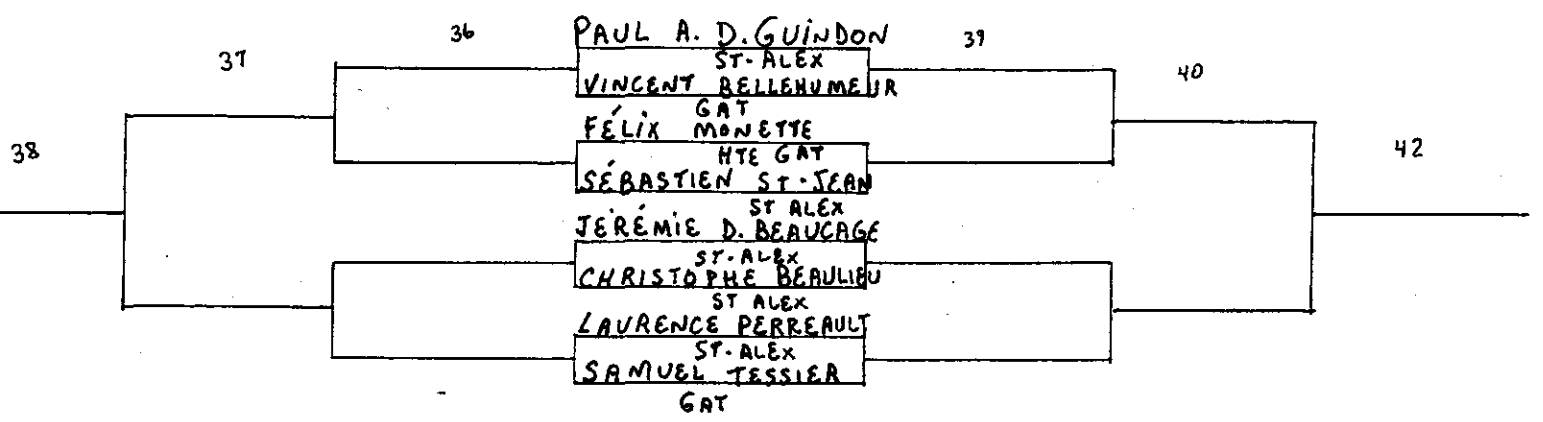 36
PAUL A. D. GUINDON
39
37
ST-ALEX
40
VINCENT BELLEHUMEUR
GAT
FÉLIX MONETTE
38
HTE GAT
42
SÉBASTIEN ST-JEAN
ST ALEX
JÉRÉMIE D. BEAUCAGE
ST-ALEX
CHRISTOPHE BEAULIEU
ST ALEX
LAURENCE PERREAULT
ST-ALEX
SAMUEL TESSIER
GAT